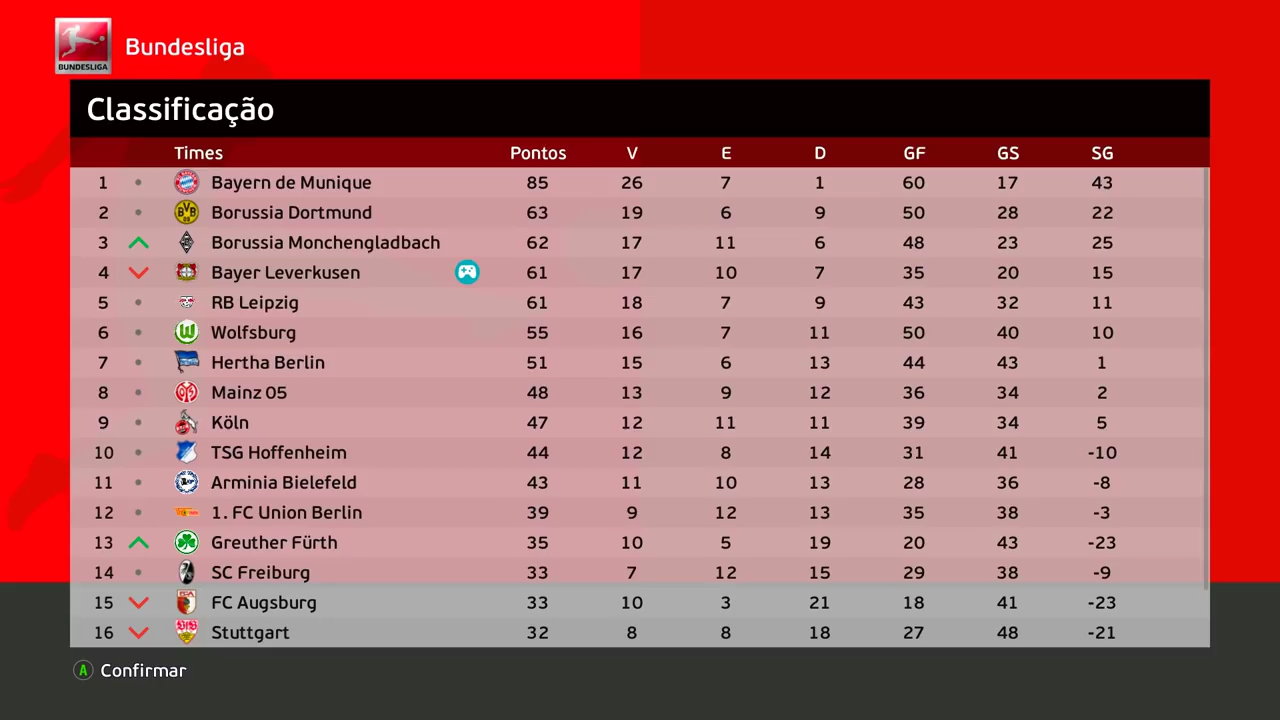 BUNDESLIGA
Bundesliga
Classificação
Times Pontos V E D GF GS SG
1 Bayern de Munique 85 26 7 1 60 17 43
2 Borussia Dortmund 63 19 6 9 50 28 22
3 Borussia Monchengladbach 62 17 11 6 48 23 25
4 Bayer Leverkusen 61 17 10 7 35 20 15
5 RB Leipzig 61 18 7 9 43 32 11
6 Wolfsburg 55 16 7 11 50 40 10
7 Hertha Berlin 51 15 6 13 44 43 1
8 Mainz 05 48 13 9 12 36 34 2
9 Köln 47 12 11 11 39 34 5
10 TSG Hoffenheim 44 12 8 14 31 41 -10
11 Arminia Bielefeld 43 11 10 13 28 36 -8
12 1. FC Union Berlin 39 9 12 13 35 38 -3
13 Greuther Fürth 35 10 5 19 20 43 -23
14 SC Freiburg 33 7 12 15 29 38 -9
15 FC Augsburg 33 10 3 21 18 41 -23
16 Stuttgart 32 8 8 18 27 48 -21
A Confirmar